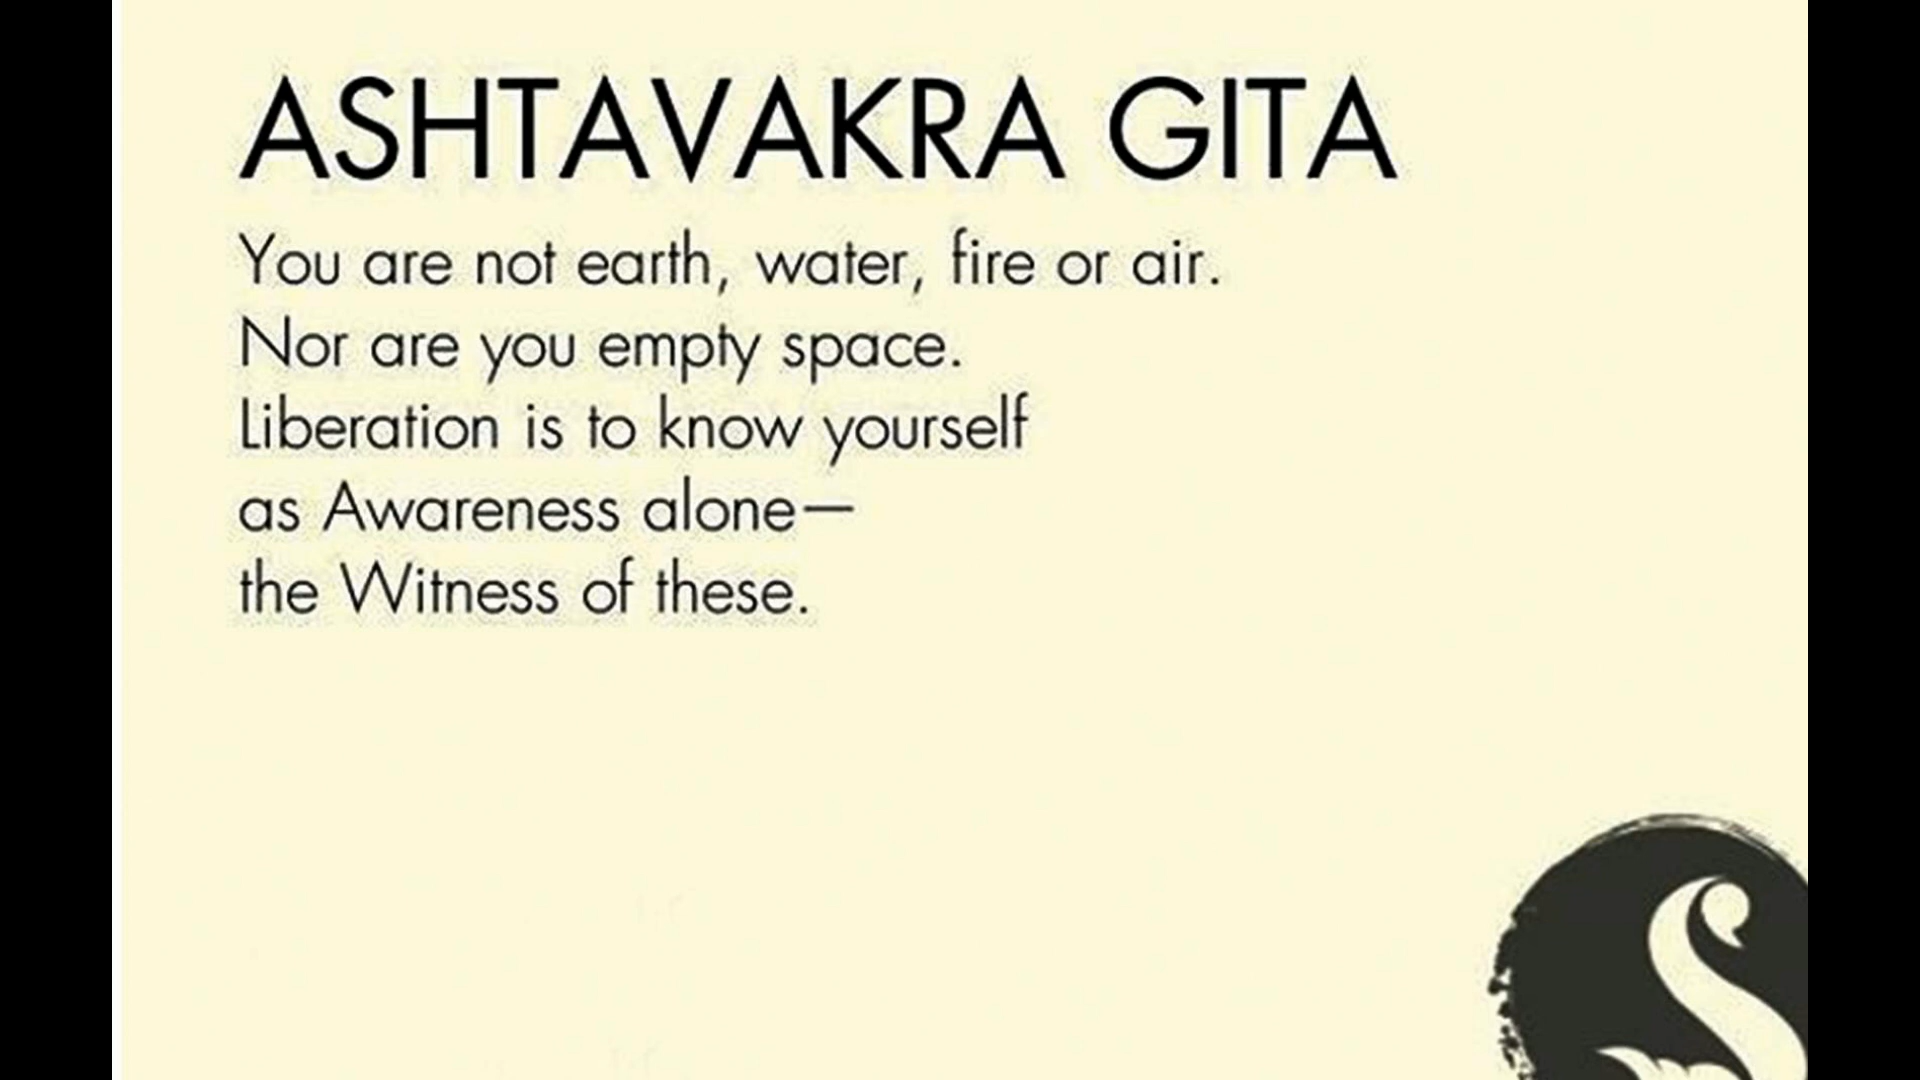 ASHTAVAKRA GITA
You are not earth, water, fire or air.
Nor are you empty space.
Liberation is to know yourself
as Awareness alone—
the Witness of these.